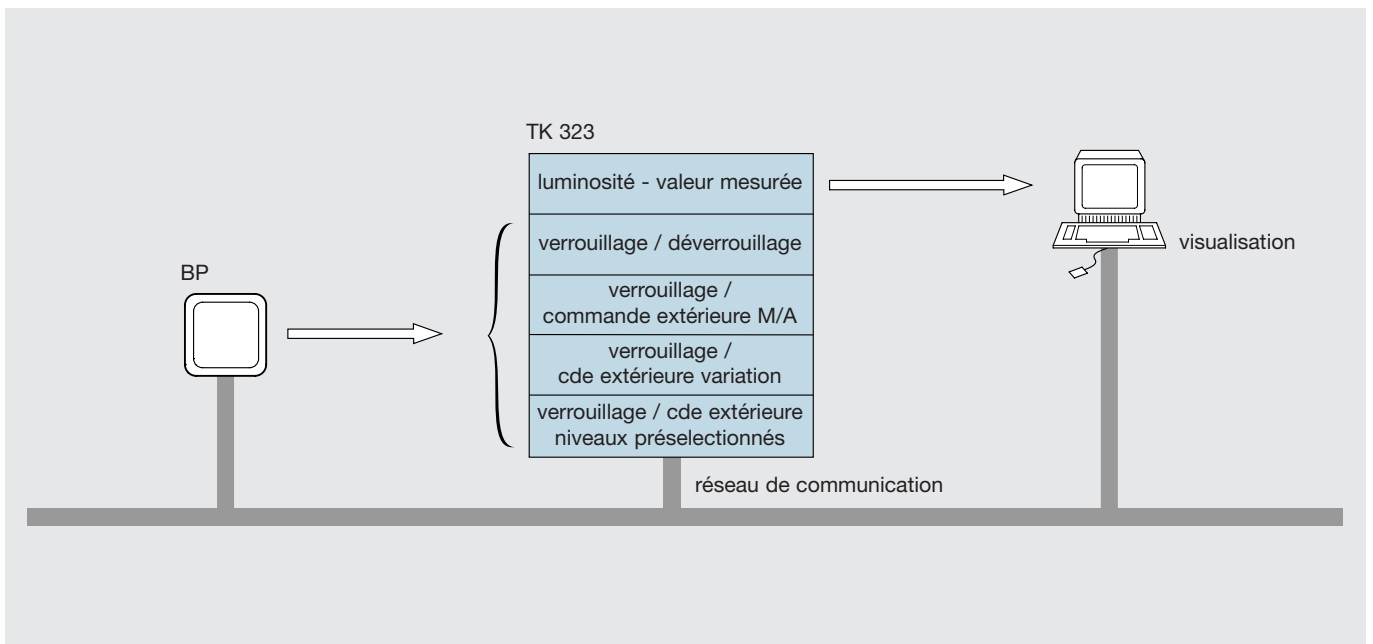 TK 323
luminosité - valeur mesurée
verrouillage / déverrouillage
visualisation
BP
verrouillage /
commande extérieure M/A
verrouillage /
cde extérieure variation
verrouillage / cde extérieure
niveaux préselectionnés
réseau de communication